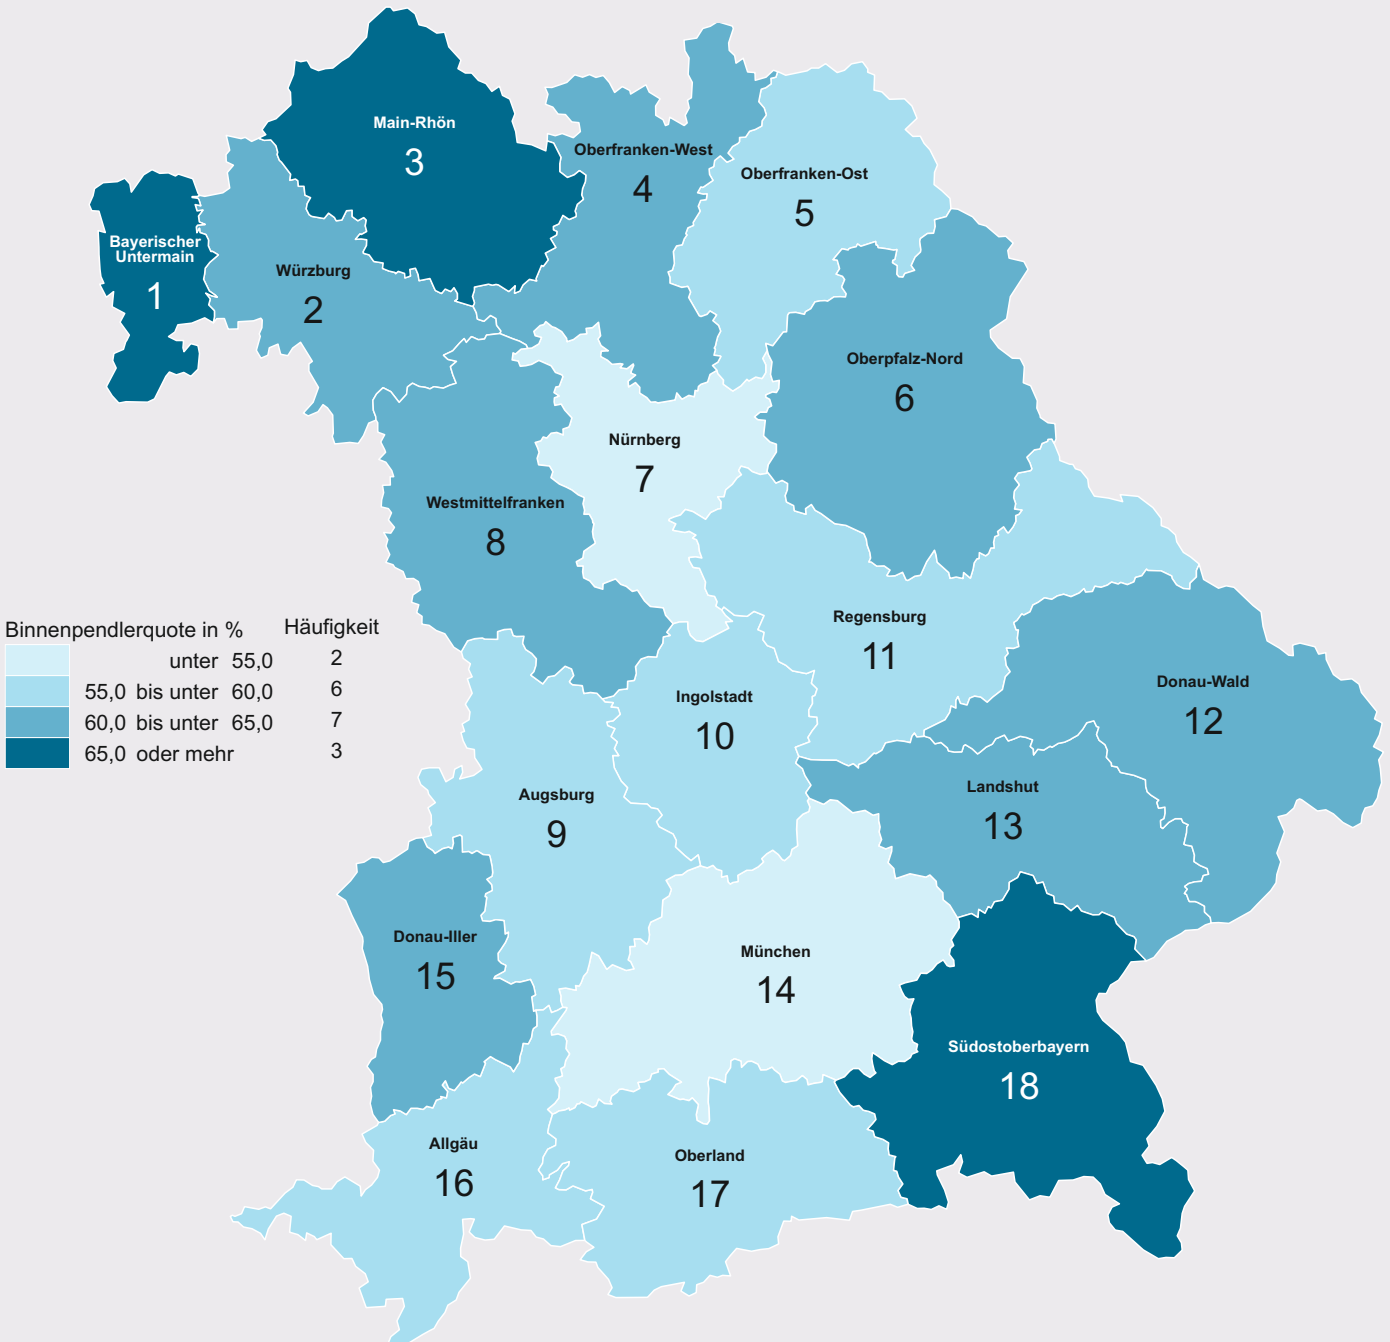 Main-Rhön
3
Oberfranken-West
4
Oberfranken-Ost
5
Bayerischer
Untermain
1
Würzburg
2
Oberpfalz-Nord
6
Nürnberg
7
Westmittelfranken
8
Regensburg
11
Binnenpendlerquote in % Häufigkeit
unter 55,0 2
55,0 bis unter 60,0 6
60,0 bis unter 65,0 7
65,0 oder mehr 3
Ingolstadt
10
Donau-Wald
12
Augsburg
9
Landshut
13
Donau-Iller
15
München
14
Südostoberbayern
18
Allgäu
16
Oberland
17